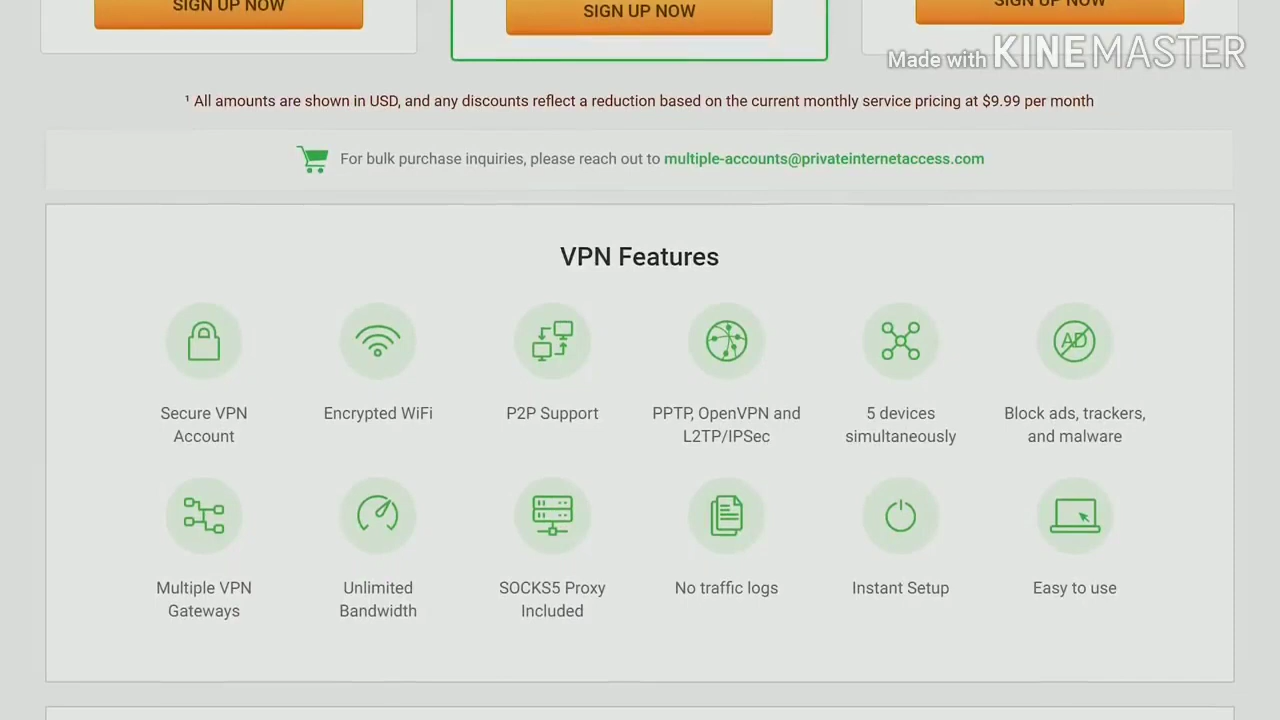 SIGN UP NOW
SIGN UP NOW
SIGN UP NOW
Made with KINEMASTER
¹ All amounts are shown in USD, and any discounts reflect a reduction based on the current monthly service pricing at $9.99 per month
For bulk purchase inquiries, please reach out to multiple-accounts@privateinternetaccess.com
VPN Features
AD
Secure VPN
Account
Encrypted WiFi
P2P Support
PPTP, OpenVPN and
L2TP/IPSec
5 devices
simultaneously
Block ads, trackers,
and malware
Multiple VPN
Gateways
Unlimited
Bandwidth
SOCKS5 Proxy
Included
No traffic logs
Instant Setup
Easy to use